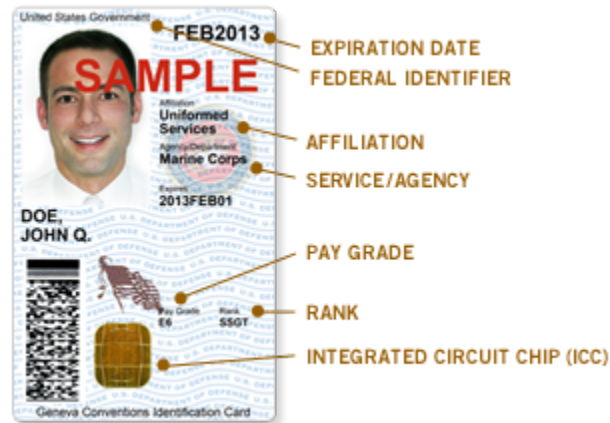 United States Government
FEB2013
EXPIRATION DATE
FEDERAL IDENTIFIER
SAMPLE
Affiliation
Uniformed
Services
AFFILIATION
Agency/Department
Marine Corps
SERVICE/AGENCY
Expires
2013FEB01
DOE,
JOHN Q.
PAY GRADE
Pay Grade
Rank
E6
SSGT
RANK
INTEGRATED CIRCUIT CHIP (ICC)
Geneva Conventions Identification Card